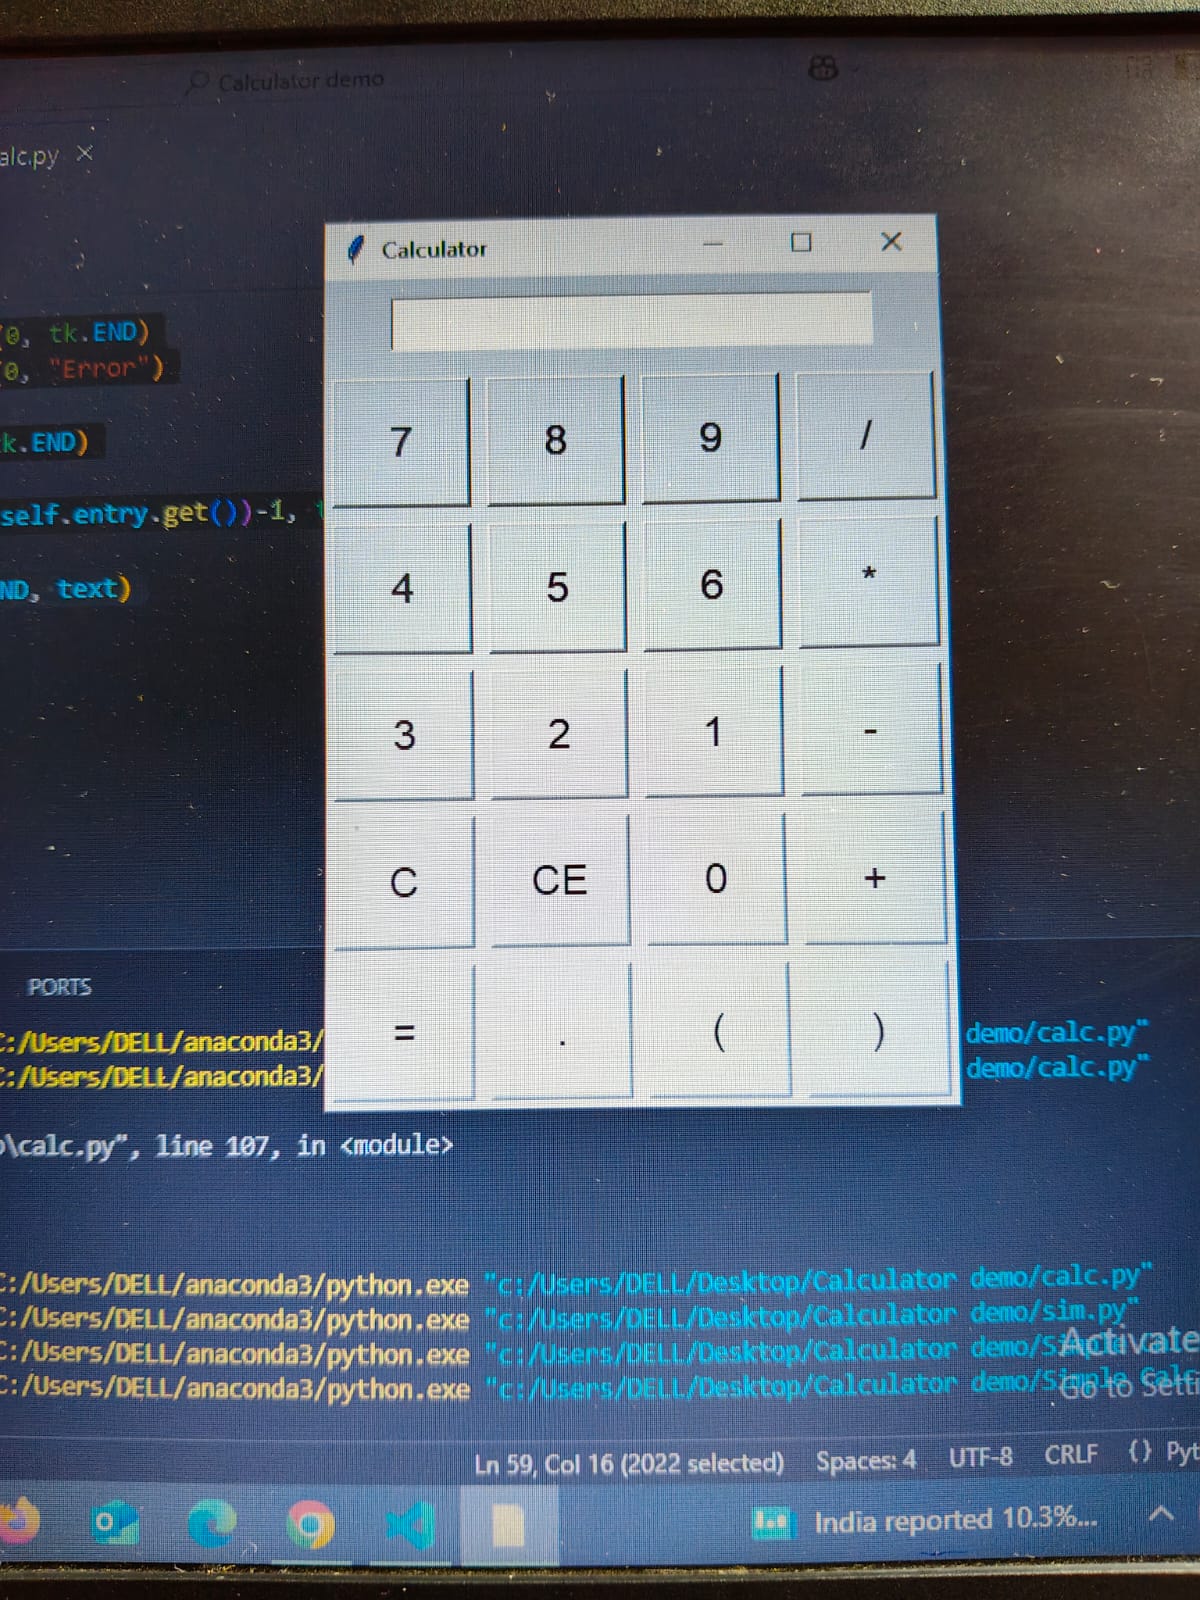 Calculator demo
alc.py ×
Calculator
(0, tk.END)
(0, "Error")
k.END)
self.entry.get())-1,
ND, text)
7 8 9 /
4 5 6 *
3 2 1 -
C CE 0 +
= . ( )
PORTS
C:/Users/DELL/anaconda3/ demo/calc.py"
C:/Users/DELL/anaconda3/ demo/calc.py"
\calc.py", line 107, in <module>
C:/Users/DELL/anaconda3/python.exe "c:/Users/DELL/Desktop/Calculator demo/calc.py"
C:/Users/DELL/anaconda3/python.exe "c:/Users/DELL/Desktop/Calculator demo/sim.py"
C:/Users/DELL/anaconda3/python.exe "c:/Users/DELL/Desktop/Calculator
C:/Users/DELL/anaconda3/python.exe "c:/Users/DELL/Desktop/Calculator
Activate
Go to Setti
Ln 59, Col 16 (2022 selected) Spaces: 4 UTF-8 CRLF {} Pyt
India reported 10.3%...